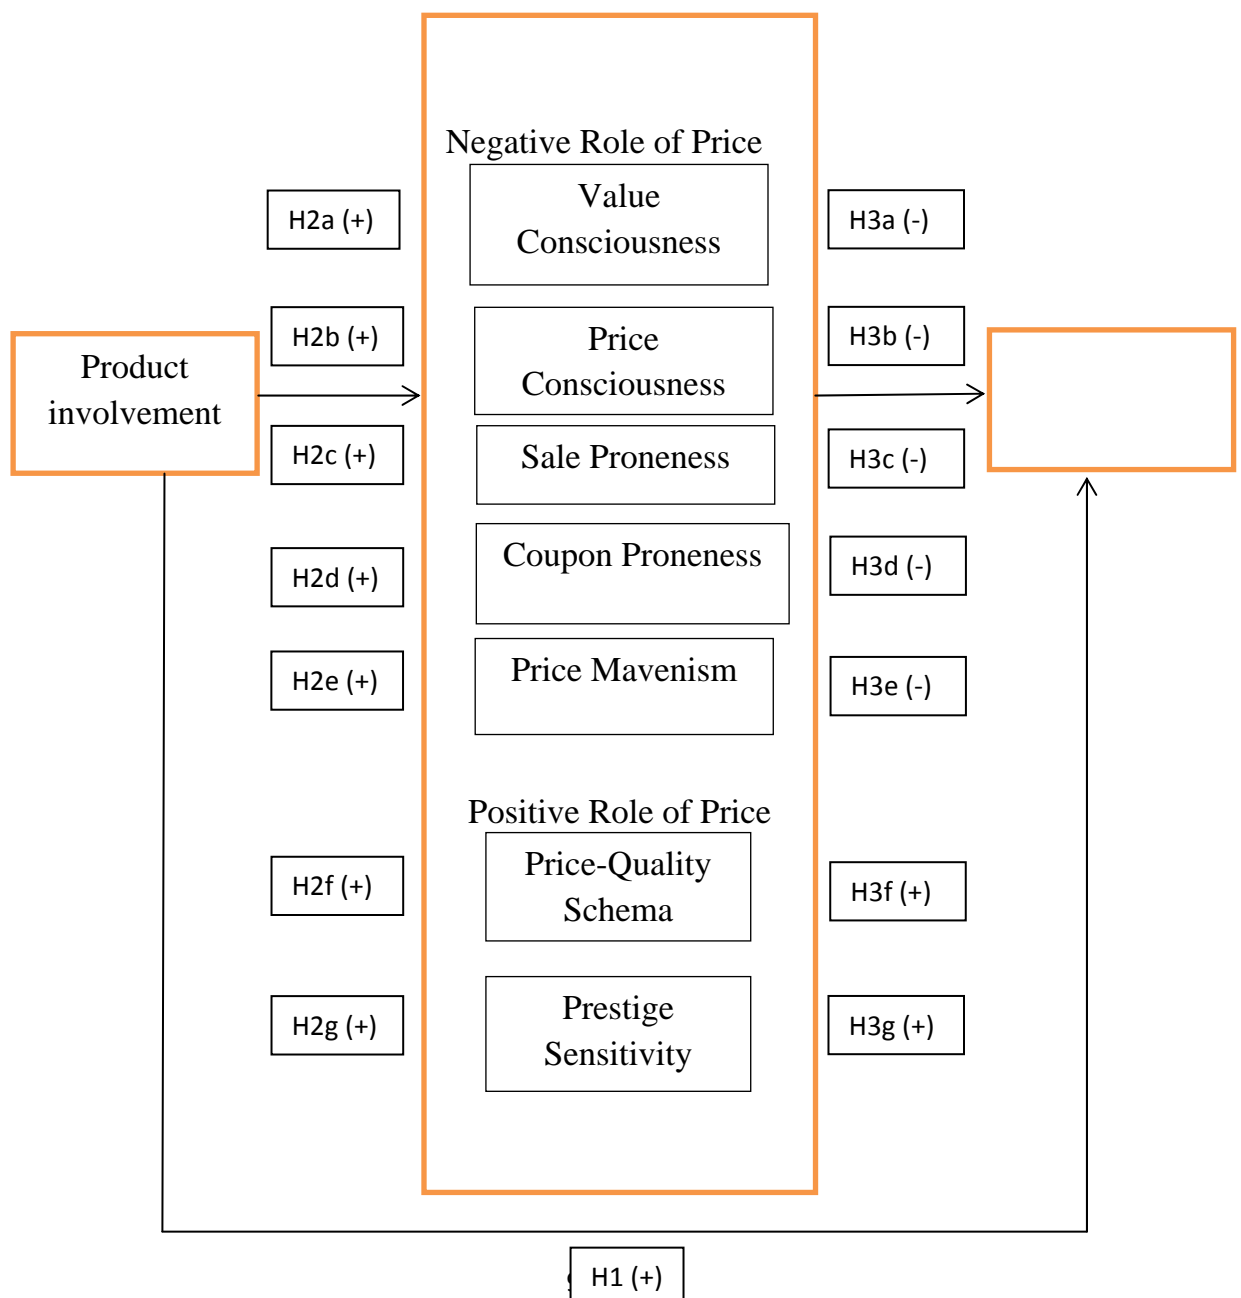 Negative Role of Price
Value
Consciousness
H2a (+)
H3a (-)
H2b (+)
Price
Consciousness
H3b (-)
Product
involvement
H2c (+)
Sale Proneness
H3c (-)
H2d (+)
Coupon Proneness
H3d (-)
H2e (+)
Price Mavenism
H3e (-)
Positive Role of Price
H2f (+)
Price-Quality
Schema
H3f (+)
H2g (+)
Prestige
Sensitivity
H3g (+)
H1 (+)